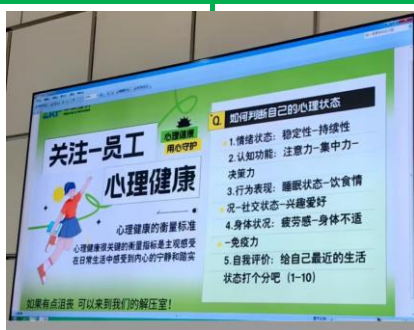 关注-员工
心理健康
心理健康
用心守护
心理健康的衡量标准
心理健康很关键的衡量指标是主观感受
在日常生活中感受到内心的宁静和踏实
如果有点沮丧 可以来到我们的解压室！
Q. 如何判断自己的心理状态
1.情绪状态：稳定性-持续性
2.认知功能：注意力-集中力-
决策力
3.行为表现：睡眠状态-饮食情
况-社交状态-兴趣爱好
4.身体状况：疲劳感-身体不适
-免疫力
5.自我评价：给自己最近的生活
状态打个分吧（1-10）